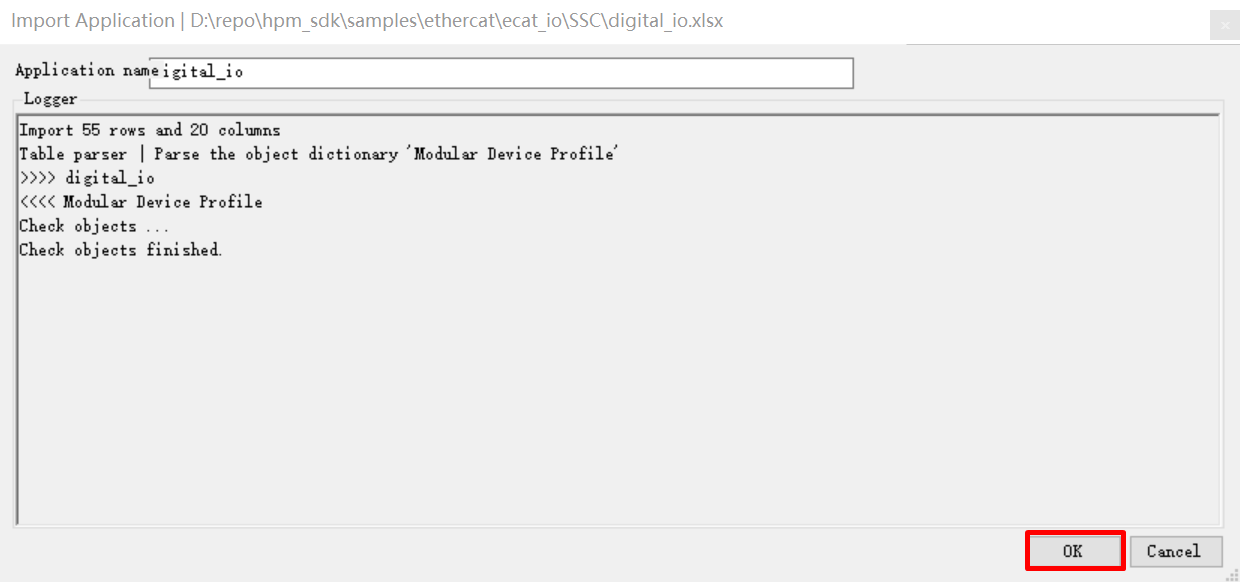 Import Application | D:\repo\hpm_sdk\samples\ethercat\ecat_io\SSC\digital_io.xlsx
Application name igital_io
Logger
Import 55 rows and 20 columns
Table parser | Parse the object dictionary 'Modular Device Profile'
>>>> digital_io
<<<< Modular Device Profile
Check objects ...
Check objects finished.
OK Cancel